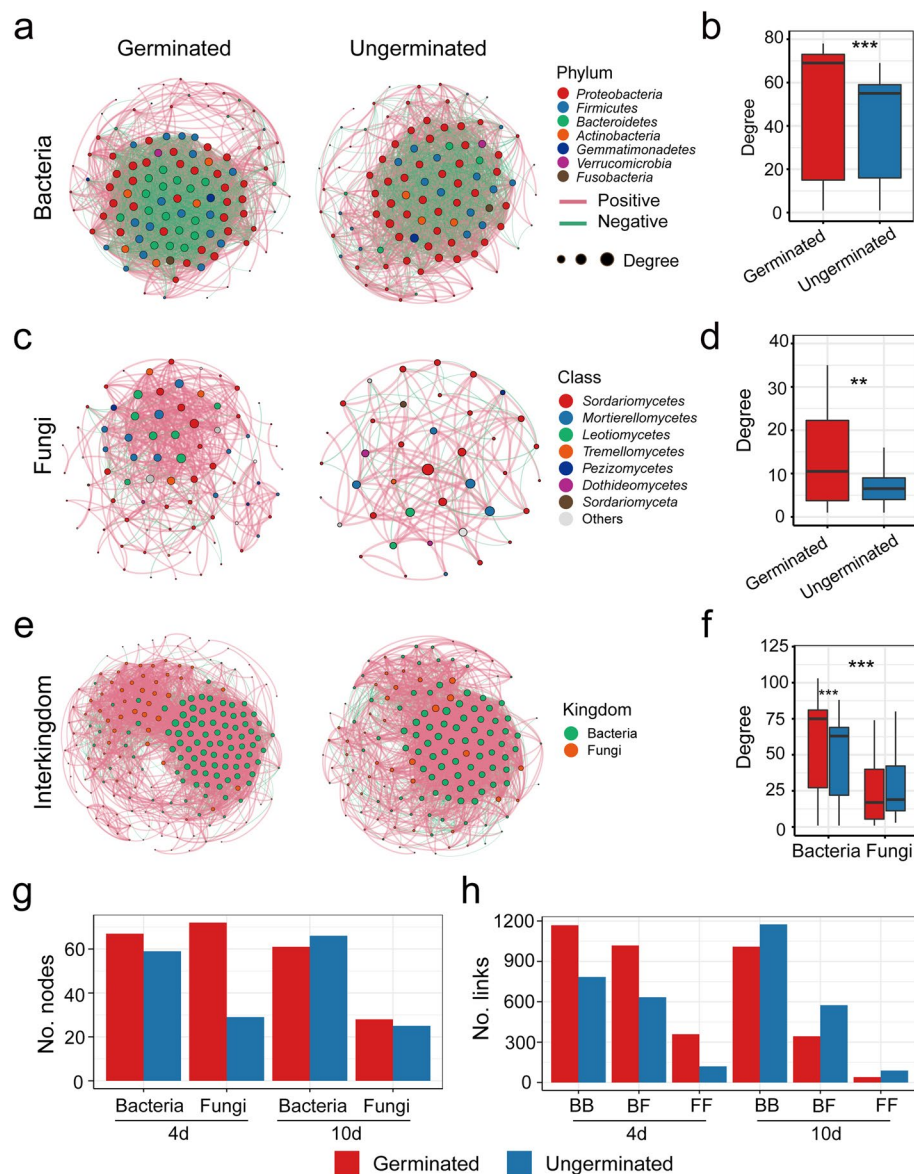 a
Germinated
Ungerminated
Bacteria
Phylum
Proteobacteria
Firmicutes
Bacteroidetes
Actinobacteria
Gemmatimonadetes
Verrucomicrobia
Fusobacteria
Positive
Negative
Degree
b
Degree
80
60
40
20
0
***
Germinated
Ungerminated
c
Fungi
Class
Sordariomycetes
Mortierellomycetes
Leotiomycetes
Tremellomycetes
Pezizomycetes
Dothideomycetes
Sordariomyceta
Others
d
Degree
40
30
20
10
0
**
Germinated
Ungerminated
e
Interkingdom
Kingdom
Bacteria
Fungi
f
Degree
125
100
75
50
25
0
***
***
Bacteria Fungi
g
No. nodes
60
40
20
0
Bacteria Fungi Bacteria Fungi
4d 10d
h
No. links
1200
900
600
300
0
BB BF FF BB BF FF
4d 10d
Germinated Ungerminated